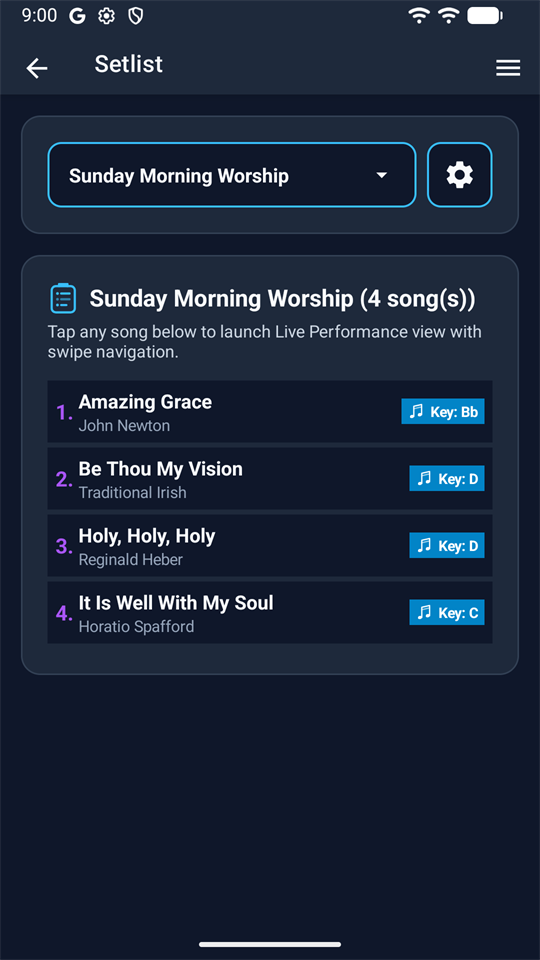 9:00
Setlist
Sunday Morning Worship
Sunday Morning Worship (4 song(s))
Tap any song below to launch Live Performance view with
swipe navigation.
1. Amazing Grace
John Newton
Key: Bb
2. Be Thou My Vision
Traditional Irish
Key: D
3. Holy, Holy, Holy
Reginald Heber
Key: D
4. It Is Well With My Soul
Horatio Spafford
Key: C